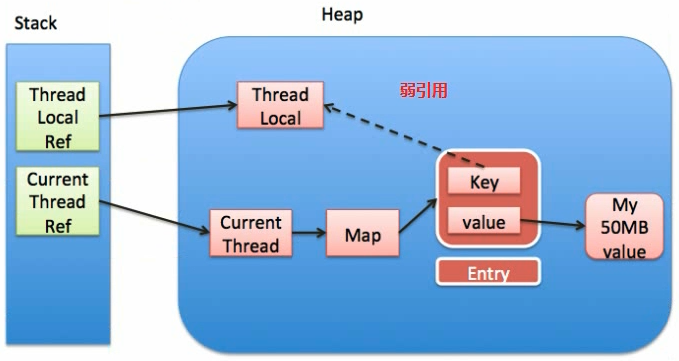 Stack
Heap
Thread
Local
Ref
Thread
Local
弱引用
Current
Thread
Ref
Key
value
Current
Thread
Map
My
50MB
value
Entry